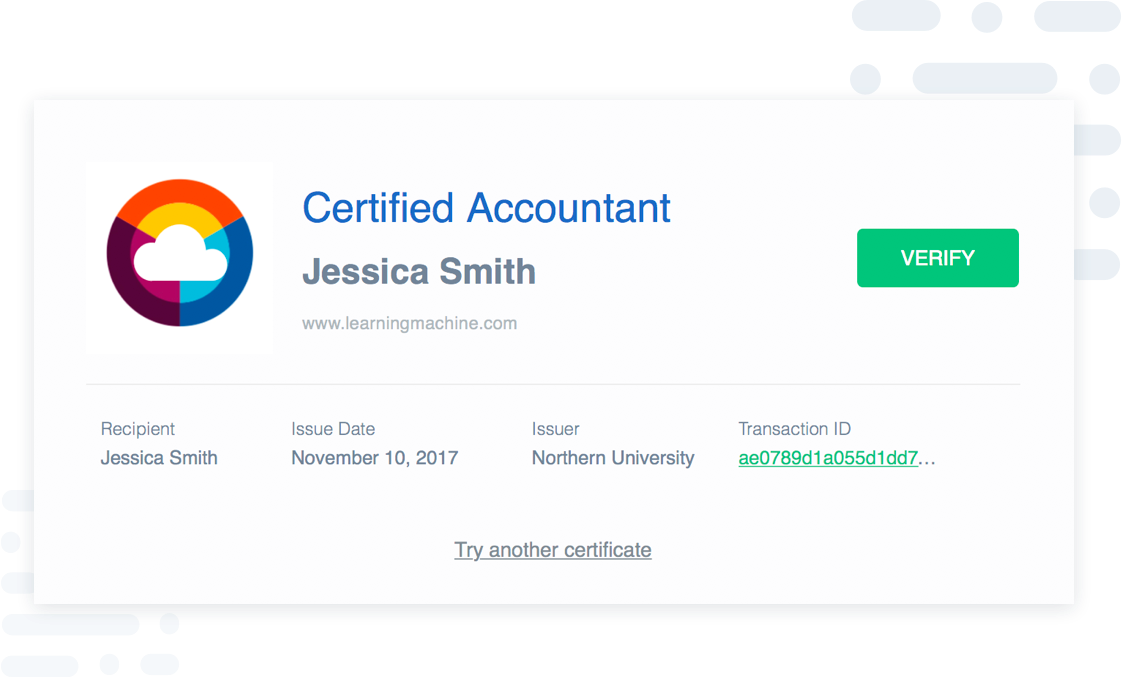 Certified Accountant
Jessica Smith
www.learningmachine.com
VERIFY
Recipient
Jessica Smith
Issue Date
November 10, 2017
Issuer
Northern University
Transaction ID
ae0789d1a055d1dd7...
Try another certificate